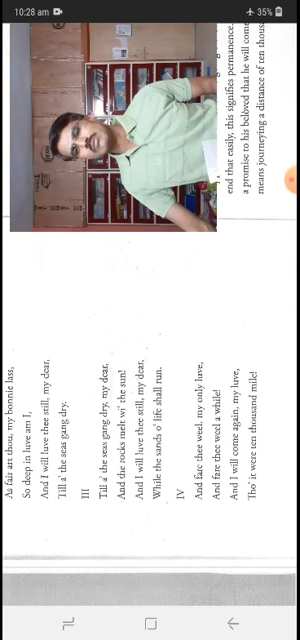 10:28 am
35%
end that easily, this signifies permanence.
a promise to his beloved that he will come
means journeying a distance of ten thous
As fair art thou, my bonnie lass,
So deep in luve am I,
And I will luve thee still, my dear,
Till a' the seas gang dry.
III
Till a' the seas gang dry, my dear,
And the rocks melt wi' the sun!
And I will luve thee still, my dear,
While the sands o' life shall run.
IV
And fare thee weel, my only luve,
And fare thee weel a while!
And I will come again, my luve,
Tho' it were ten thousand mile!